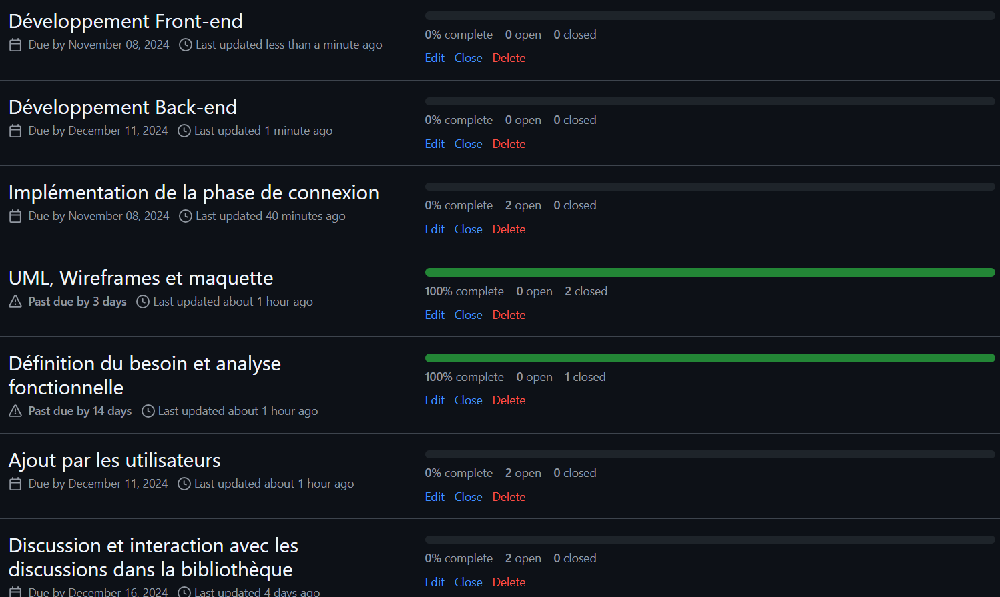 Développement Front-end
Due by November 08, 2024 Last updated less than a minute ago
0% complete 0 open 0 closed
Edit Close Delete
Développement Back-end
Due by December 11, 2024 Last updated 1 minute ago
0% complete 0 open 0 closed
Edit Close Delete
Implémentation de la phase de connexion
Due by November 08, 2024 Last updated 40 minutes ago
0% complete 2 open 0 closed
Edit Close Delete
UML, Wireframes et maquette
Past due by 3 days Last updated about 1 hour ago
100% complete 0 open 2 closed
Edit Close Delete
Définition du besoin et analyse
fonctionnelle
Past due by 14 days Last updated about 1 hour ago
100% complete 0 open 1 closed
Edit Close Delete
Ajout par les utilisateurs
Due by December 11, 2024 Last updated about 1 hour ago
0% complete 2 open 0 closed
Edit Close Delete
Discussion et interaction avec les
discussions dans la bibliothèque
Due by December 16, 2024 Last updated 4 days ago
0% complete 2 open 0 closed
Edit Close Delete